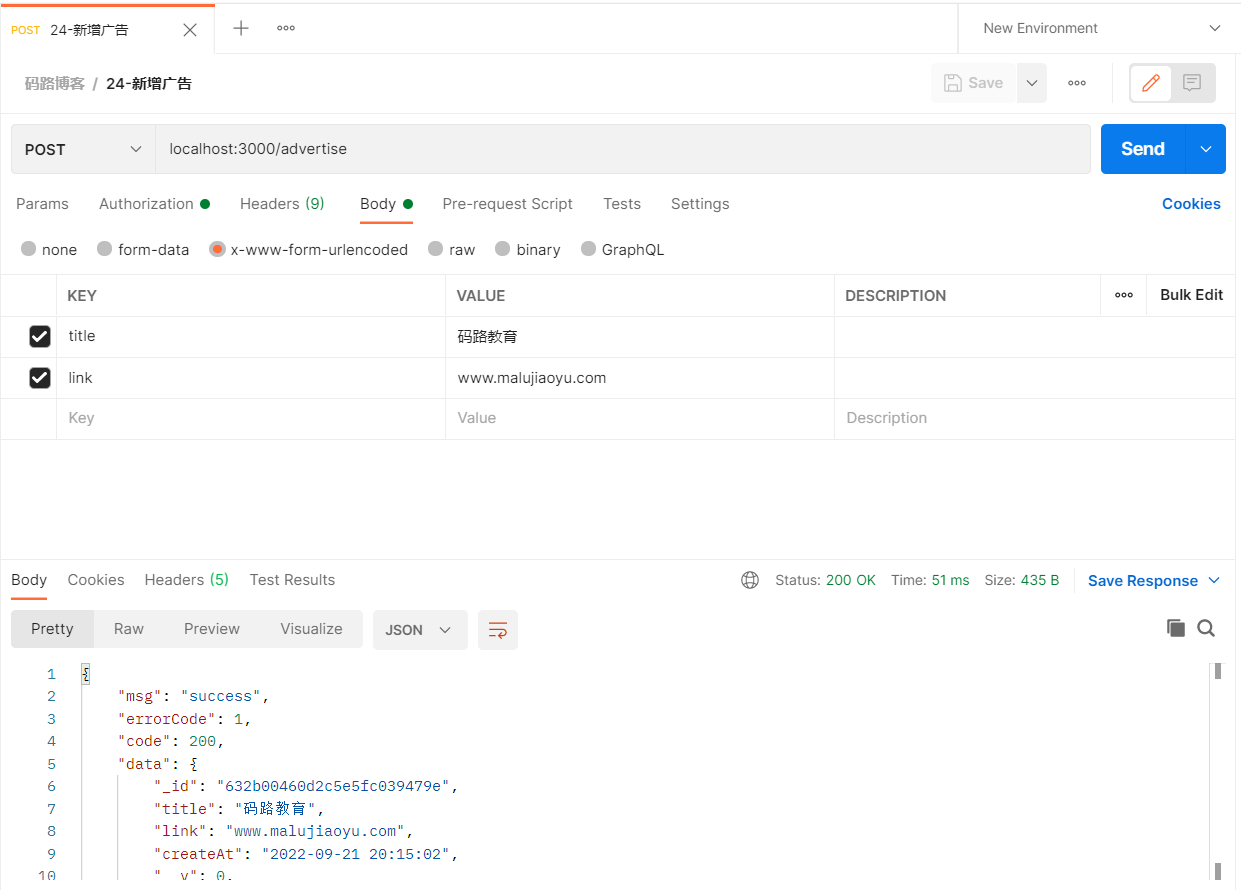 POST 24-新增广告
New Environment
码路博客 / 24-新增广告
Save
POST
localhost:3000/advertise
Send
Params Authorization Headers (9) Body Pre-request Script Tests Settings Cookies
none form-data x-www-form-urlencoded raw binary GraphQL
KEY VALUE DESCRIPTION Bulk Edit
title 码路教育
link www.malujiaoyu.com
Key Value Description
Body Cookies Headers (5) Test Results Status: 200 OK Time: 51 ms Size: 435 B Save Response
Pretty Raw Preview Visualize JSON
1 {
2 "msg": "success",
3 "errorCode": 1,
4 "code": 200,
5 "data": {
6 "_id": "632b00460d2c5e5fc039479e",
7 "title": "码路教育",
8 "link": "www.malujiaoyu.com",
9 "createAt": "2022-09-21 20:15:02",
10 "__v": 0,